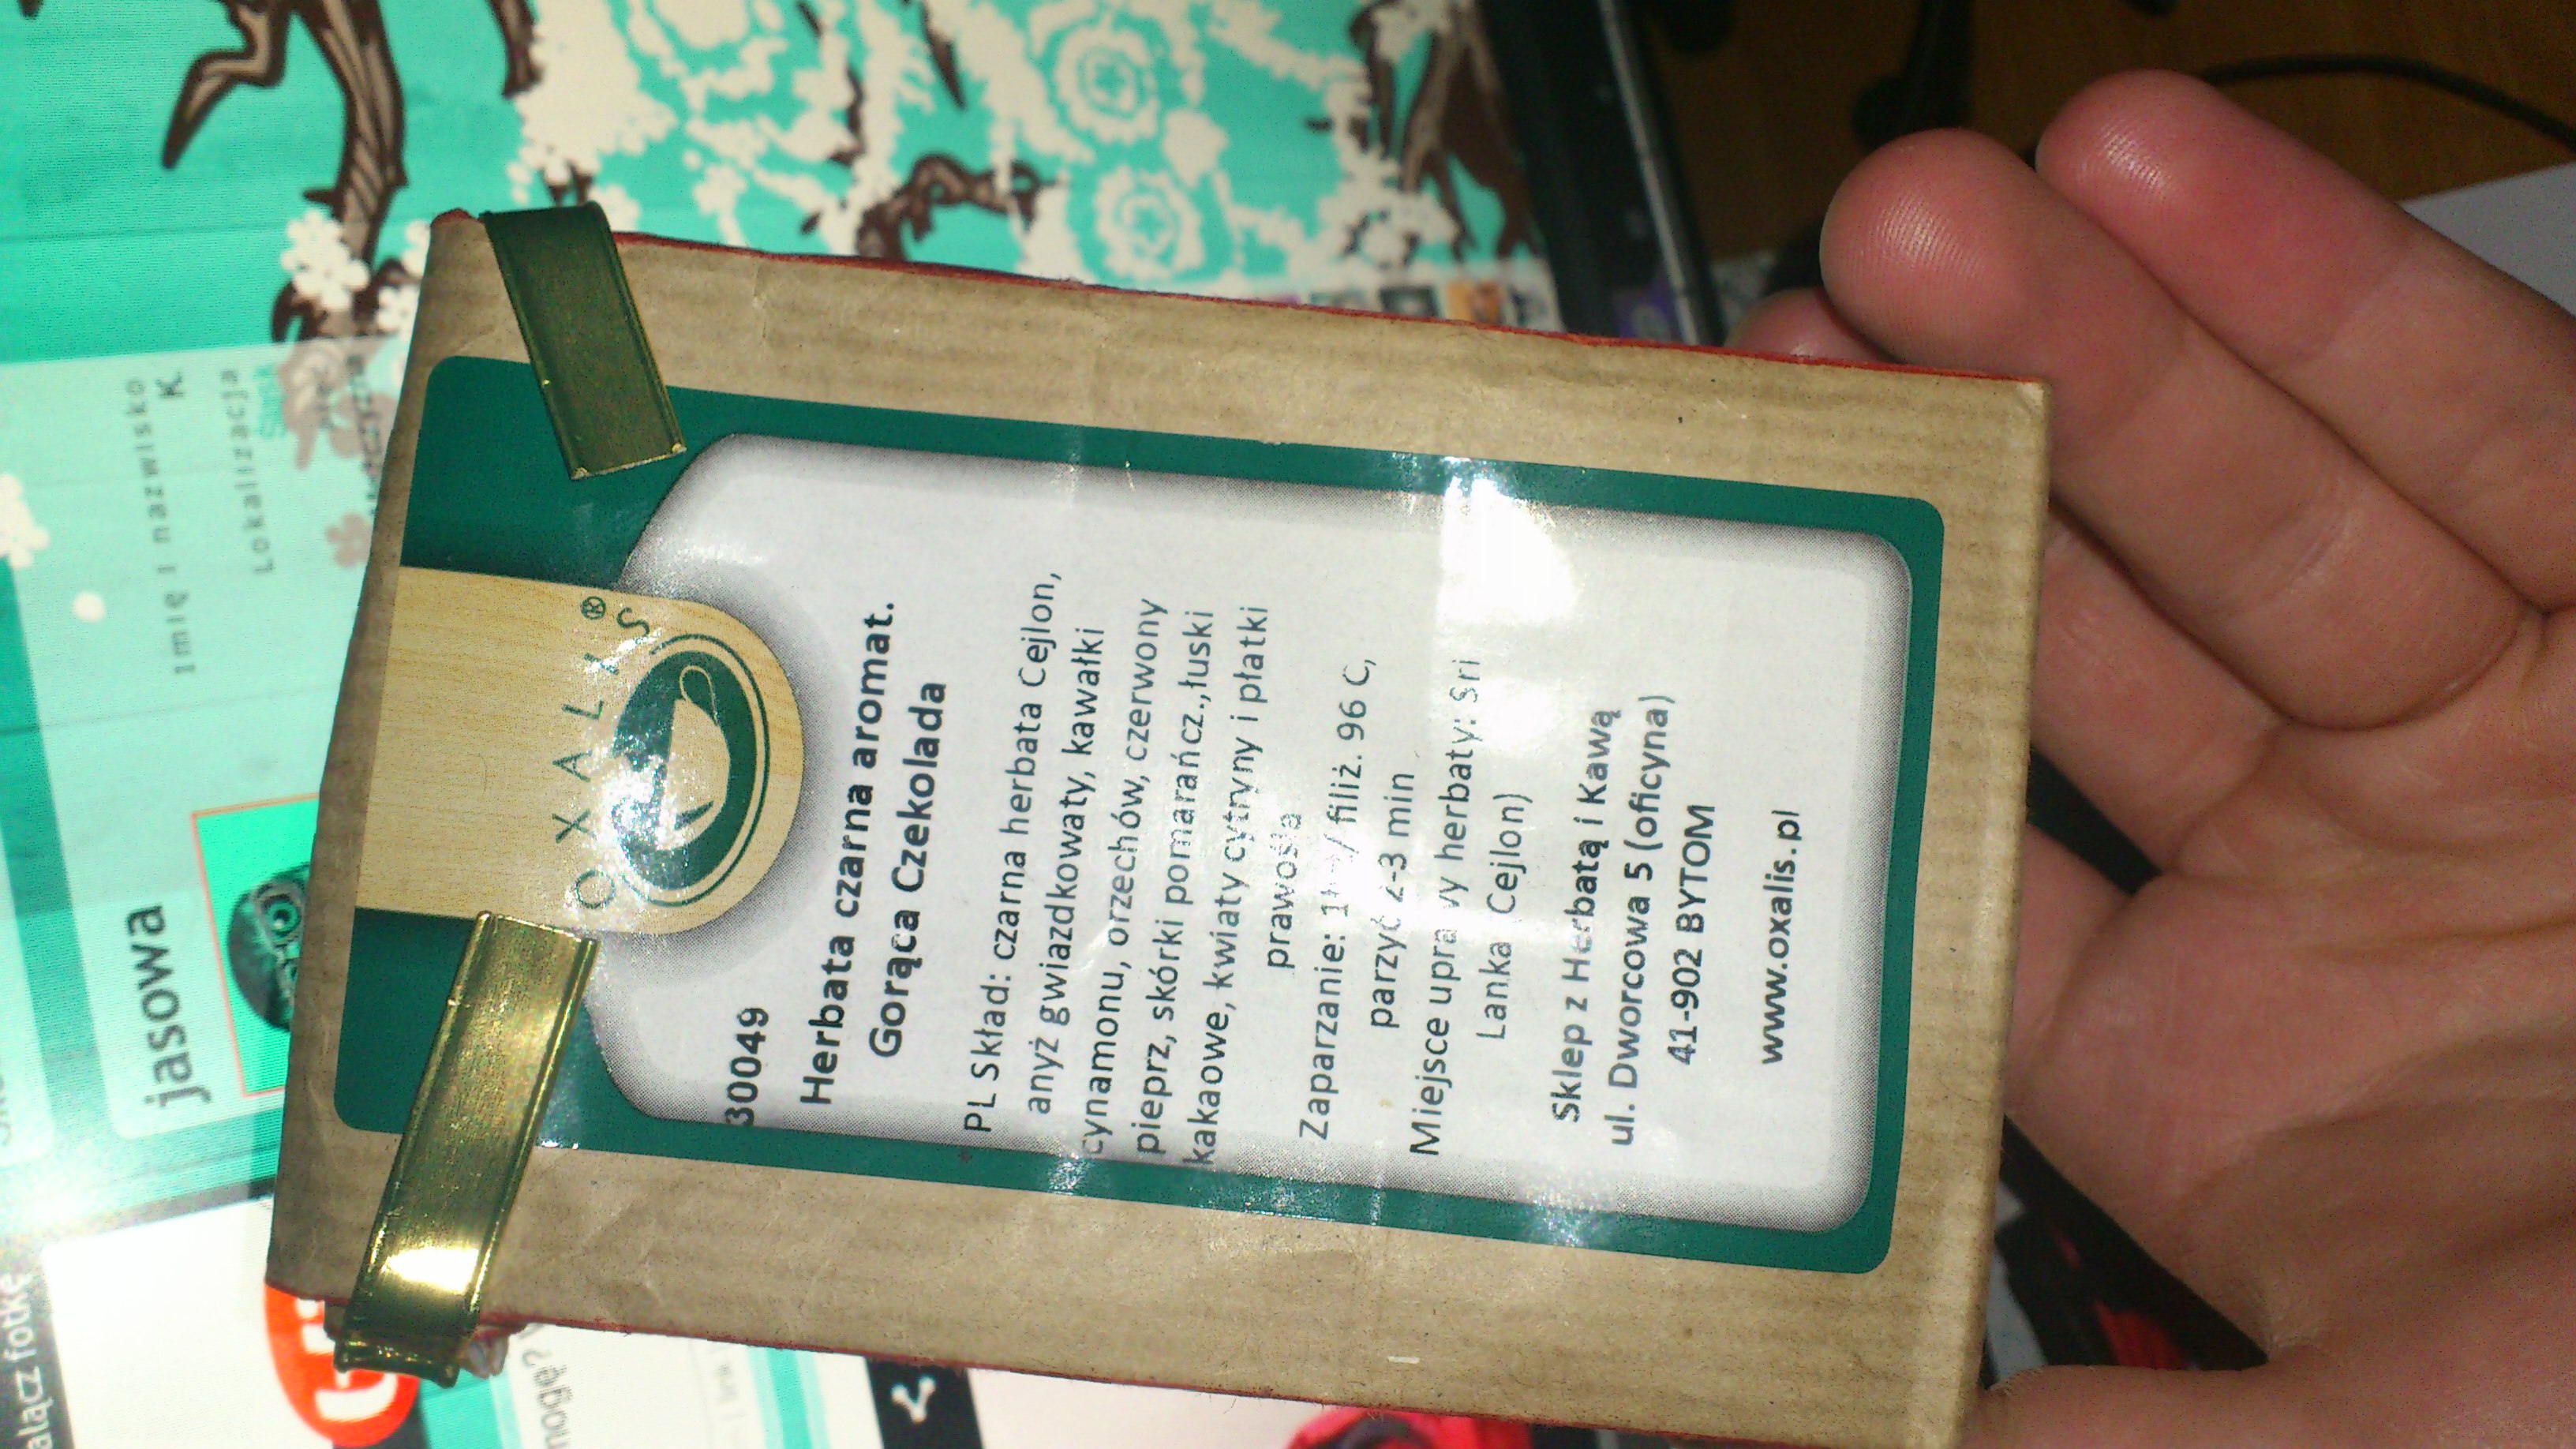 OXALIS®
30049
Herbata czarna aromat.
Gorąca Czekolada
PL Skład: czarna herbata Cejlon,
anyż gwiazdkowaty, kawałki
cynamonu, orzechów, czerwony
pieprz, skórki pomarańcz.,łuski
kakaowe, kwiaty cytryny i płatki
prawośla
Zaparzanie: filiż. 96 C,
parzyć 2-3 min
Miejsce uprawy herbaty: Sri
Lanka (Cejlon)
Sklep z Herbatą i Kawą
ul. Dworcowa 5 (oficyna)
41-902 BYTOM
www.oxalis.pl
jasowa
Imię i nazwisko
K
Lokalizacja